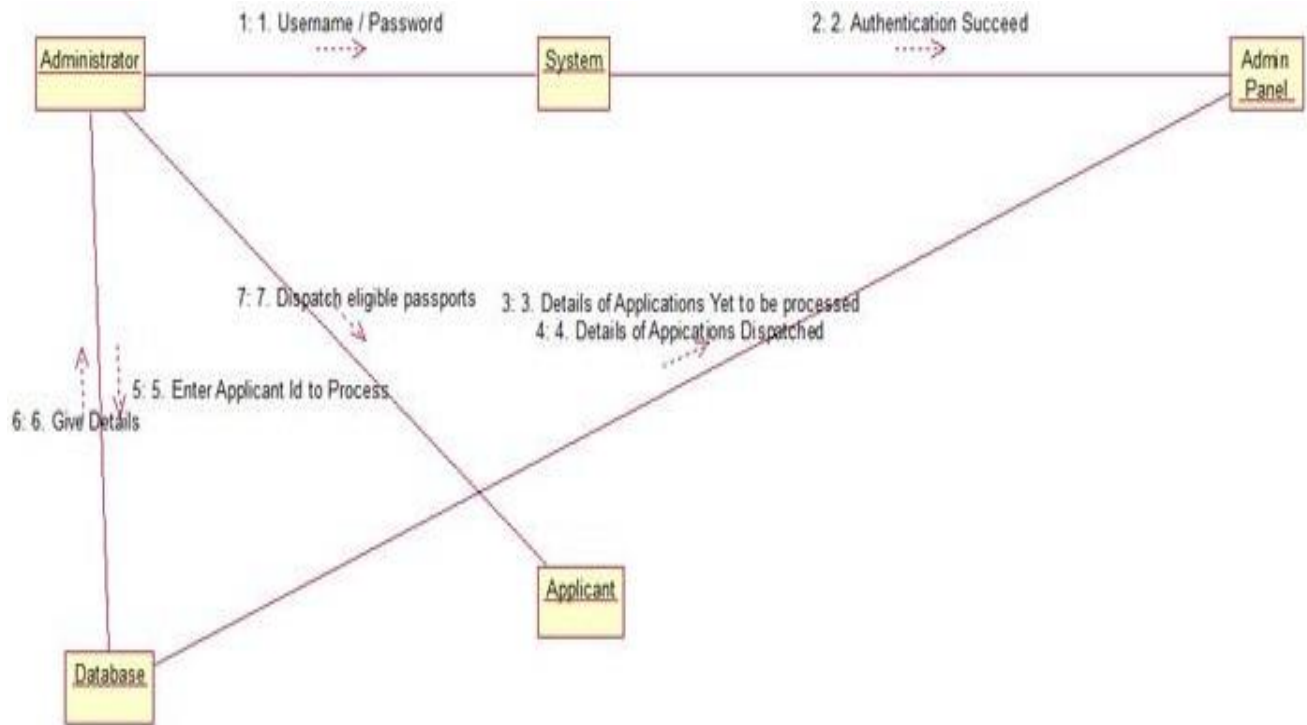 1: 1. Username / Password
2: 2. Authentication Succeed
Administrator
System
Admin
Panel
7: 7. Dispatch eligible passports
3: 3. Details of Applications Yet to be processed
4: 4. Details of Appications Dispatched
5: 5. Enter Applicant Id to Process
6: 6. Give Details
Applicant
Database